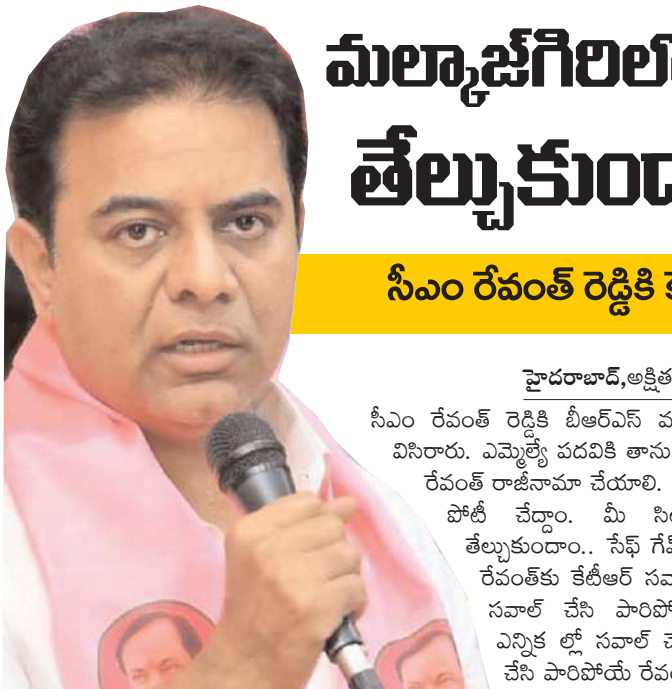 మల్కాజ్‌గిరిలో
తేల్చుకుందా
సీఎం రేవంత్ రెడ్డికి
హైదరాబాద్,అక్షిత
సీఎం రేవంత్ రెడ్డికి బీఆర్ఎస్
విసిరారు. ఎమ్మెల్యే పదవికి తాను
రేవంత్ రాజీనామా చేయాలి.
పోటీ చేద్దాం. మీ
తేల్చుకుందాం.. సేఫ్
రేవంత్‌కు కేటీఆర్
సవాల్ చేసి
ఎన్నిక ల్లో సవాల్
చేసి పారిపోయే